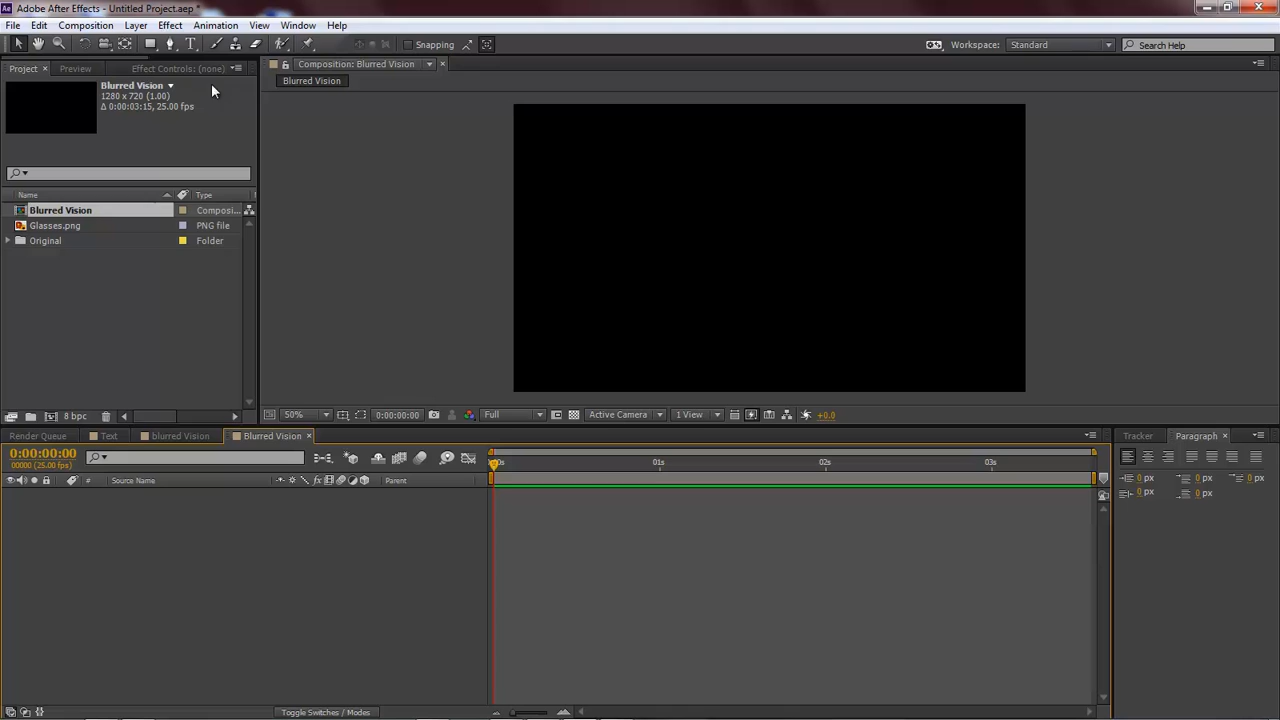 Ae Adobe After Effects - Untitled Project.aep *
File Edit Composition Layer Effect Animation View Window Help
Snapping Workspace: Standard Search Help
Project Preview Effect Controls: (none) Composition: Blurred Vision
Blurred Vision
Blurred Vision
1280 x 720 (1.00)
Δ 0:00:03:15, 25.00 fps
Name Type
Blurred Vision Composi...
Glasses.png PNG file
Original Folder
8 bpc 50% 0:00:00:00 Full Active Camera 1 View +0.0
Render Queue Text blurred Vision Blurred Vision Tracker Paragraph
0:00:00:00
00000 (25.00 fps)
01s 02s 03s
# Source Name fx Parent
0 px 0 px 0 px
0 px 0 px
Toggle Switches / Modes